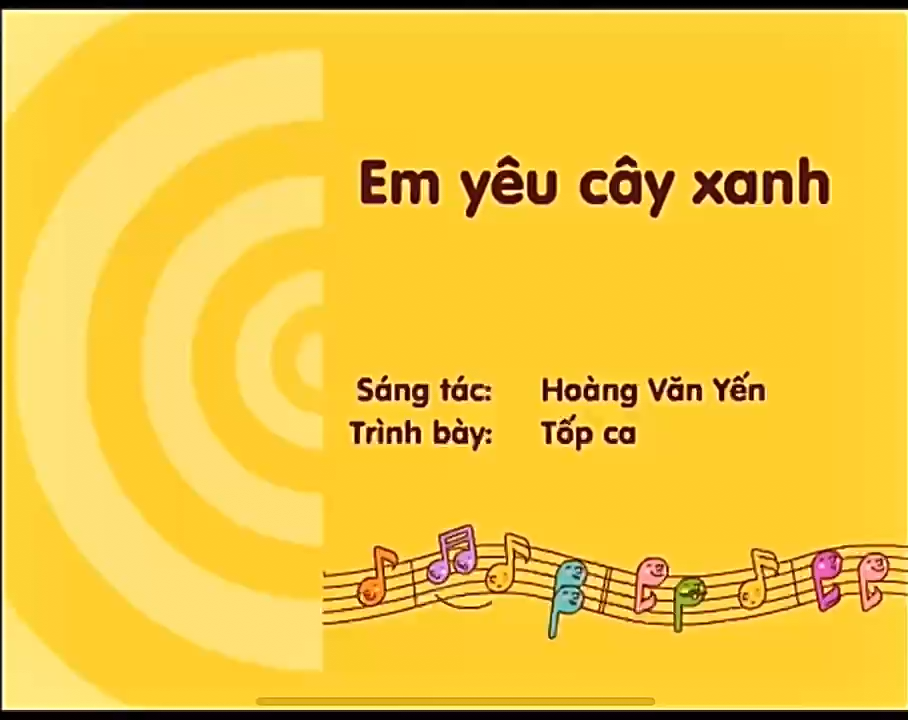 Em yêu cây xanh
Sáng tác: Hoàng Văn Yến
Trình bày: Tốp ca